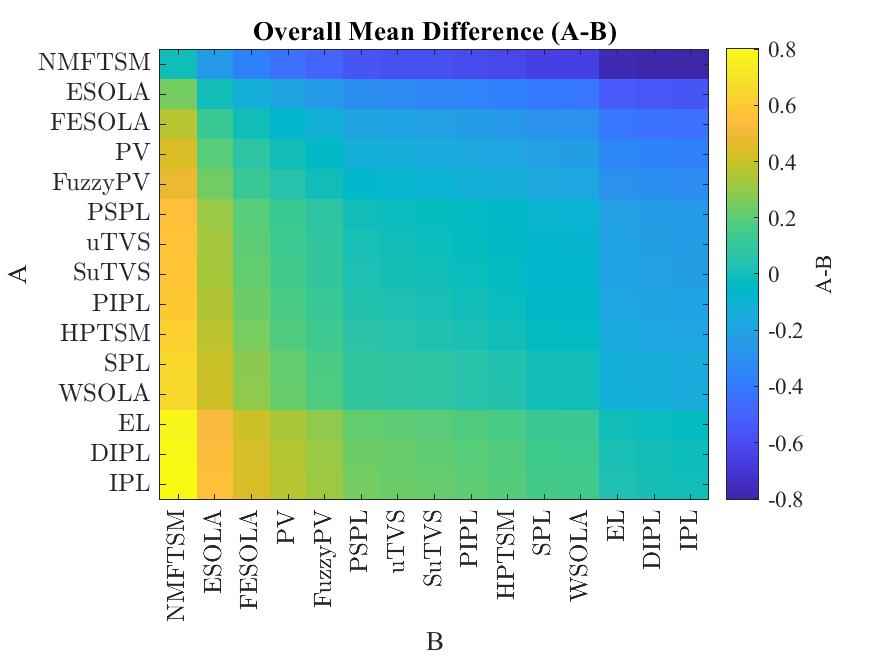 Overall Mean Difference (A-B)
NMFTSM
ESOLA
FESOLA
PV
FuzzyPV
PSPL
uTVS
SuTVS
PIPL
HPTSM
SPL
WSOLA
EL
DIPL
IPL
A
NMFTSM
ESOLA
FESOLA
PV
FuzzyPV
PSPL
uTVS
SuTVS
PIPL
HPTSM
SPL
WSOLA
EL
DIPL
IPL
B
0.8
0.6
0.4
0.2
0
-0.2
-0.4
-0.6
-0.8
A-B